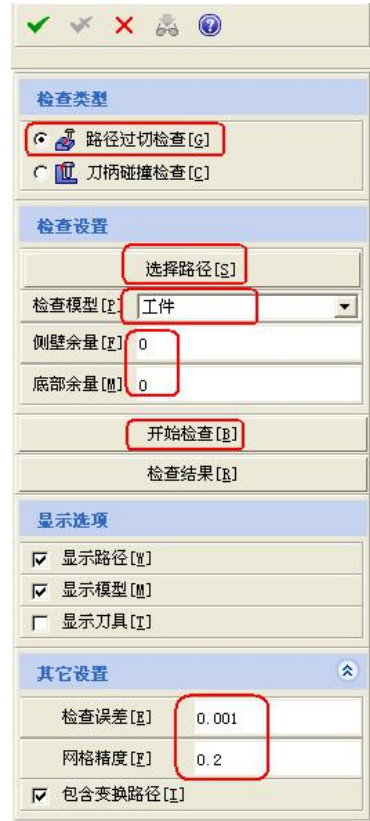 检查类型
路径过切检查[G]
刀柄碰撞检查[C]
检查设置
选择路径[S]
检查模型[P] 工件
侧壁余量[F] 0
底部余量[M] 0
开始检查[B]
检查结果[R]
显示选项
显示路径[W]
显示模型[M]
显示刀具[T]
其它设置
检查误差[E] 0.001
网格精度[F] 0.2
包含变换路径[I]